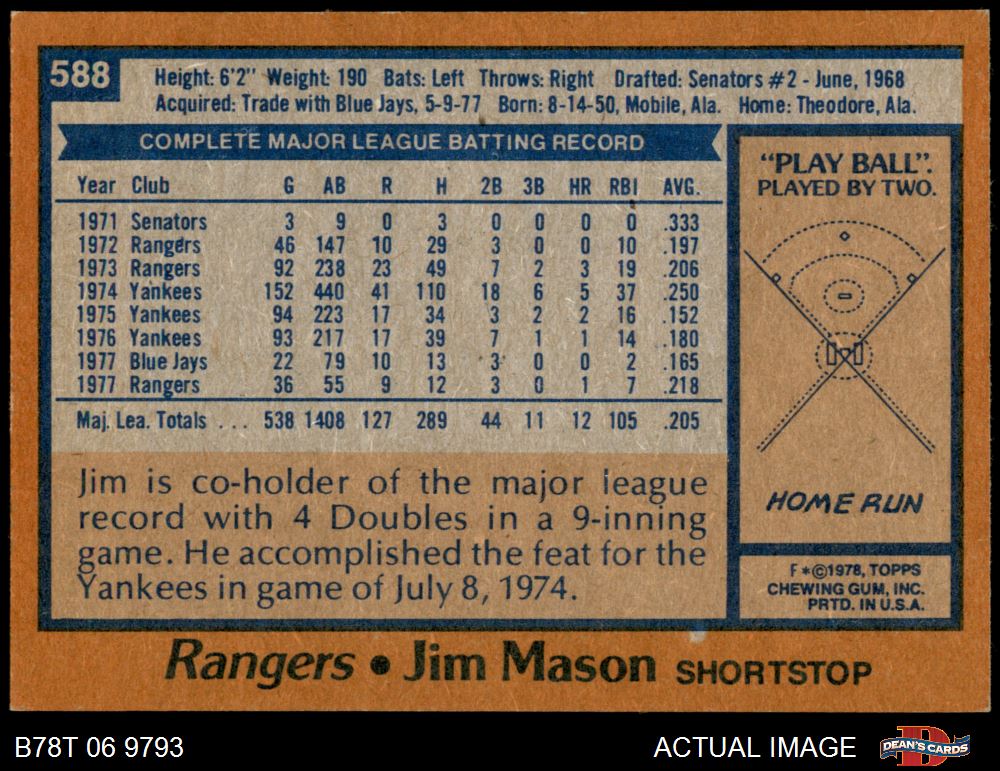 588
Height: 6'2" Weight: 190 Bats: Left Throws: Right Drafted: Senators #2 - June, 1968
Acquired: Trade with Blue Jays, 5-9-77 Born: 8-14-50, Mobile, Ala. Home: Theodore, Ala.
COMPLETE MAJOR LEAGUE BATTING RECORD
Year Club G AB R H 2B 3B HR RBI AVG.
1971 Senators 3 9 0 3 0 0 0 0 .333
1972 Rangers 46 147 10 29 3 0 0 10 .197
1973 Rangers 92 238 23 49 7 2 3 19 .206
1974 Yankees 152 440 41 110 18 6 5 37 .250
1975 Yankees 94 223 17 34 3 2 2 16 .152
1976 Yankees 93 217 17 39 7 1 1 14 .180
1977 Blue Jays 22 79 10 13 3 0 0 2 .165
1977 Rangers 36 55 9 12 3 0 1 7 .218
Maj. Lea. Totals . . . 538 1408 127 289 44 11 12 105 .205
Jim is co-holder of the major league
record with 4 Doubles in a 9-inning
game. He accomplished the feat for the
Yankees in game of July 8, 1974.
"PLAY BALL".
PLAYED BY TWO.
HOME RUN
F*©1978, TOPPS
CHEWING GUM, INC.
PRTD. IN U.S.A.
Rangers • Jim Mason SHORTSTOP
B78T 06 9793
ACTUAL IMAGE
D
DEAN'S CARDS